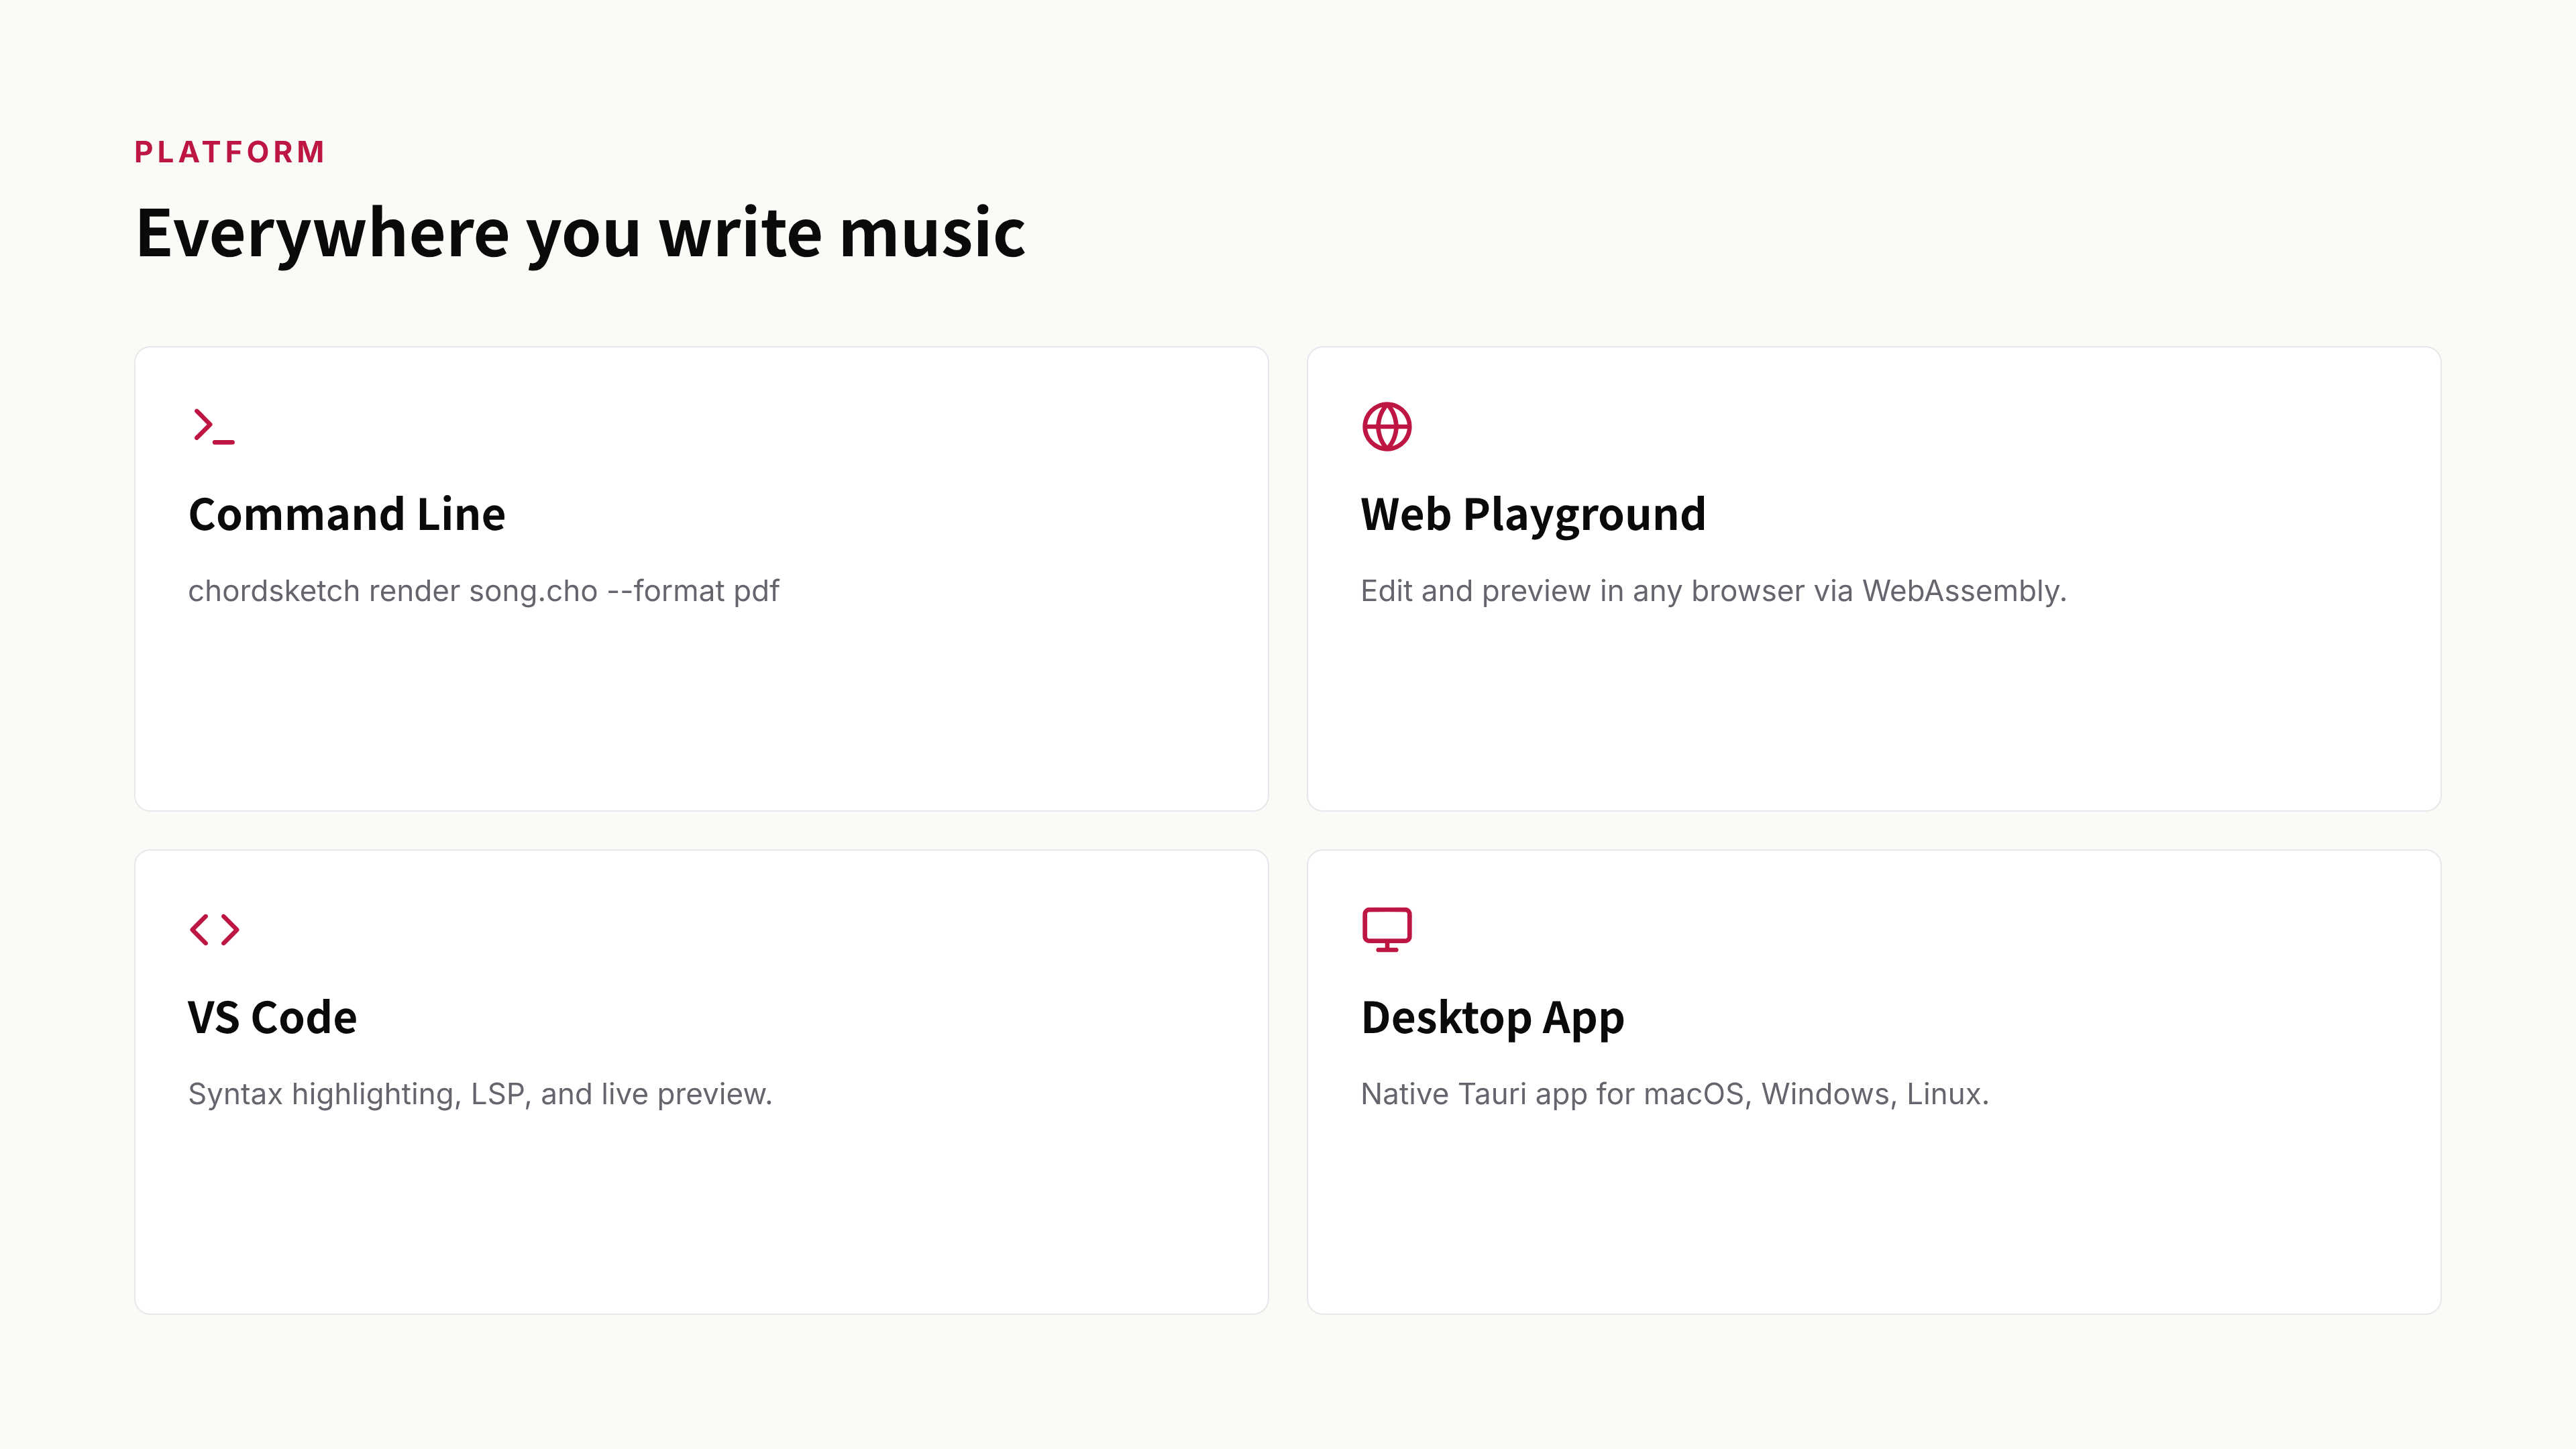 PLATFORM
Everywhere you write music
Command Line
chordsketch render song.cho --format pdf
Web Playground
Edit and preview in any browser via WebAssembly.
VS Code
Syntax highlighting, LSP, and live preview.
Desktop App
Native Tauri app for macOS, Windows, Linux.